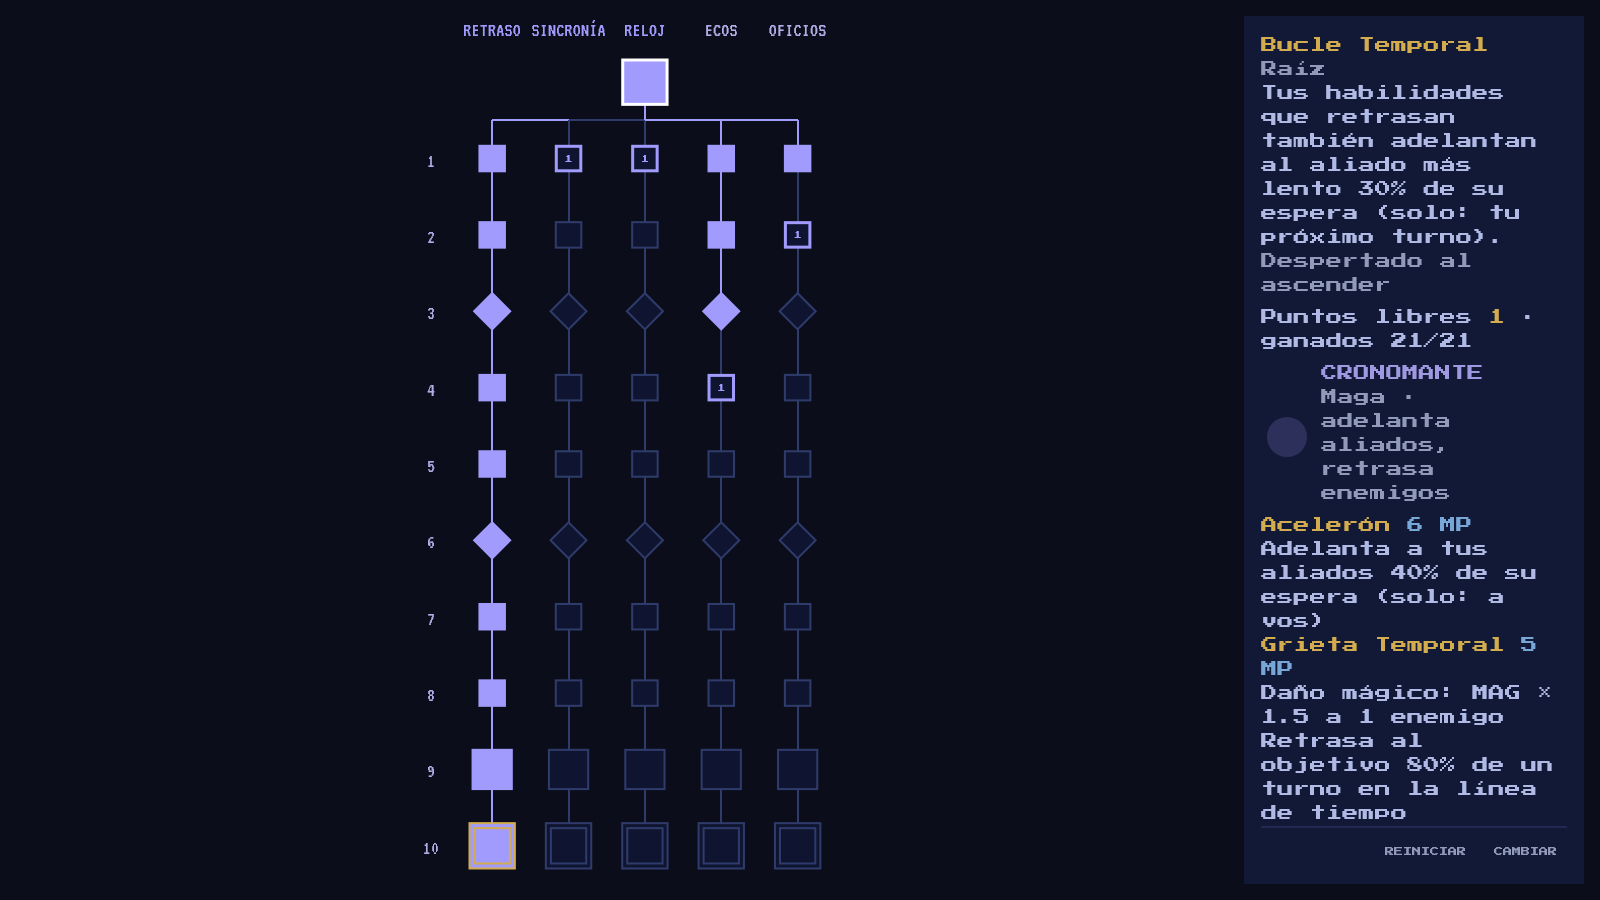 RETRASO SINCRONÍA RELOJ ECOS OFICIOS
1 1 1
2 1
3
4 1
5
6
7
8
9
10
Bucle Temporal
Raíz
Tus habilidades
que retrasan
también adelantan
al aliado más
lento 30% de su
espera (solo: tu
próximo turno).
Despertado al
ascender
Puntos libres 1 ·
ganados 21/21
CRONOMANTE
Maga ·
adelanta
aliados,
retrasa
enemigos
Acelerón 6 MP
Adelanta a tus
aliados 40% de su
espera (solo: a
vos)
Grieta Temporal 5
MP
Daño mágico: MAG ×
1.5 a 1 enemigo
Retrasa al
objetivo 80% de un
turno en la línea
de tiempo
REINICIAR CAMBIAR